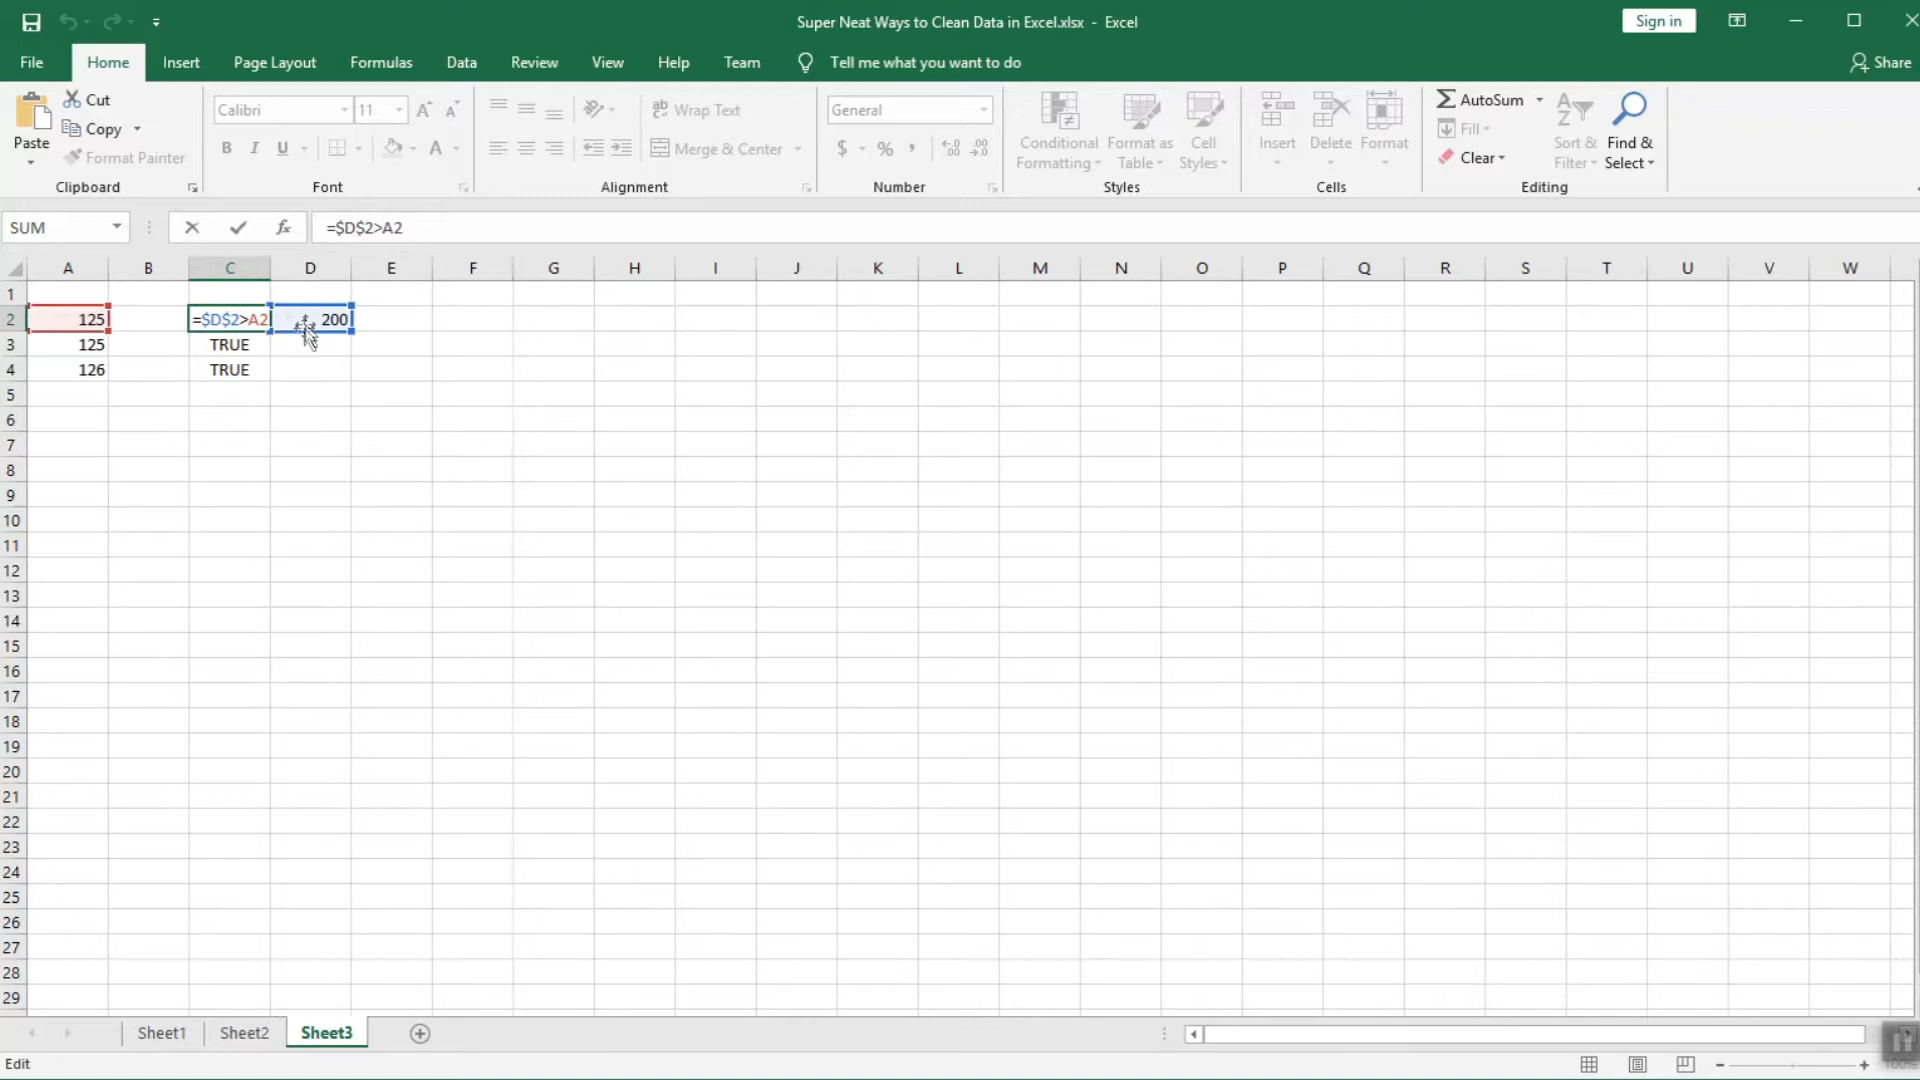 Super Neat Ways to Clean Data in Excel.xlsx - Excel
Sign in
File Home Insert Page Layout Formulas Data Review View Help Team Tell me what you want to do Share
Paste
Cut
Copy
Format Painter
Clipboard
Calibri 11
B I U A
Font
Wrap Text
Merge & Center
Alignment
General
$ % ,
Number
Conditional Formatting
Format as Table
Cell Styles
Styles
Insert Delete Format
Cells
AutoSum
Fill
Clear
Sort & Filter
Find & Select
Editing
SUM fx =$D$2>A2
A B C D E F G H I J K L M N O P Q R S T U V W
1
2 125 =$D$2>A2 200
3 125 TRUE
4 126 TRUE
5
6
7
8
9
10
11
12
13
14
15
16
17
18
19
20
21
22
23
24
25
26
27
28
29
Sheet1 Sheet2 Sheet3
Edit